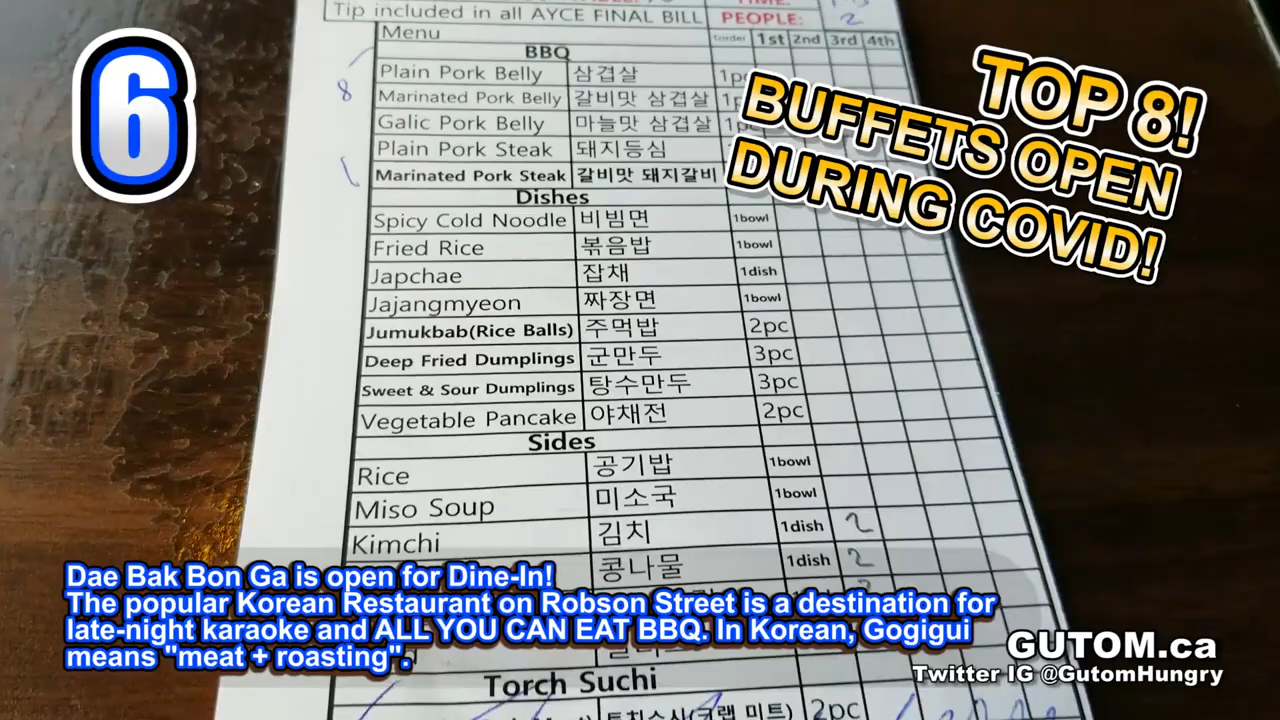 Tip included in all AYCE FINAL BILL
TIME:
PEOPLE: 2
Menu 1order 1st 2nd 3rd 4th
BBQ
Plain Pork Belly 삼겹살
8
Marinated Pork Belly 갈비맛 삼겹살
Galic Pork Belly 마늘맛 삼겹살
Plain Pork Steak 돼지등심
Marinated Pork Steak 갈비맛 돼지갈비
Dishes
Spicy Cold Noodle 비빔면 1bowl
Fried Rice 볶음밥 1bowl
Japchae 잡채 1dish
Jajangmyeon 짜장면 1bowl
Jumukbab(Rice Balls) 주먹밥 2pc
Deep Fried Dumplings 군만두 3pc
Sweet & Sour Dumplings 탕수만두 3pc
Vegetable Pancake 야채전 2pc
Sides
Rice 공기밥 1bowl
Miso Soup 미소국 1bowl
Kimchi 김치 1dish 2
콩나물 1dish 2
Torch Suchi
2pc
6
TOP 8!
BUFFETS OPEN
DURING COVID!
Dae Bak Bon Ga is open for Dine-In!
The popular Korean Restaurant on Robson Street is a destination for
late-night karaoke and ALL YOU CAN EAT BBQ. In Korean, Gogigui
means "meat + roasting".
GUTOM.ca
Twitter IG @GutomHungry